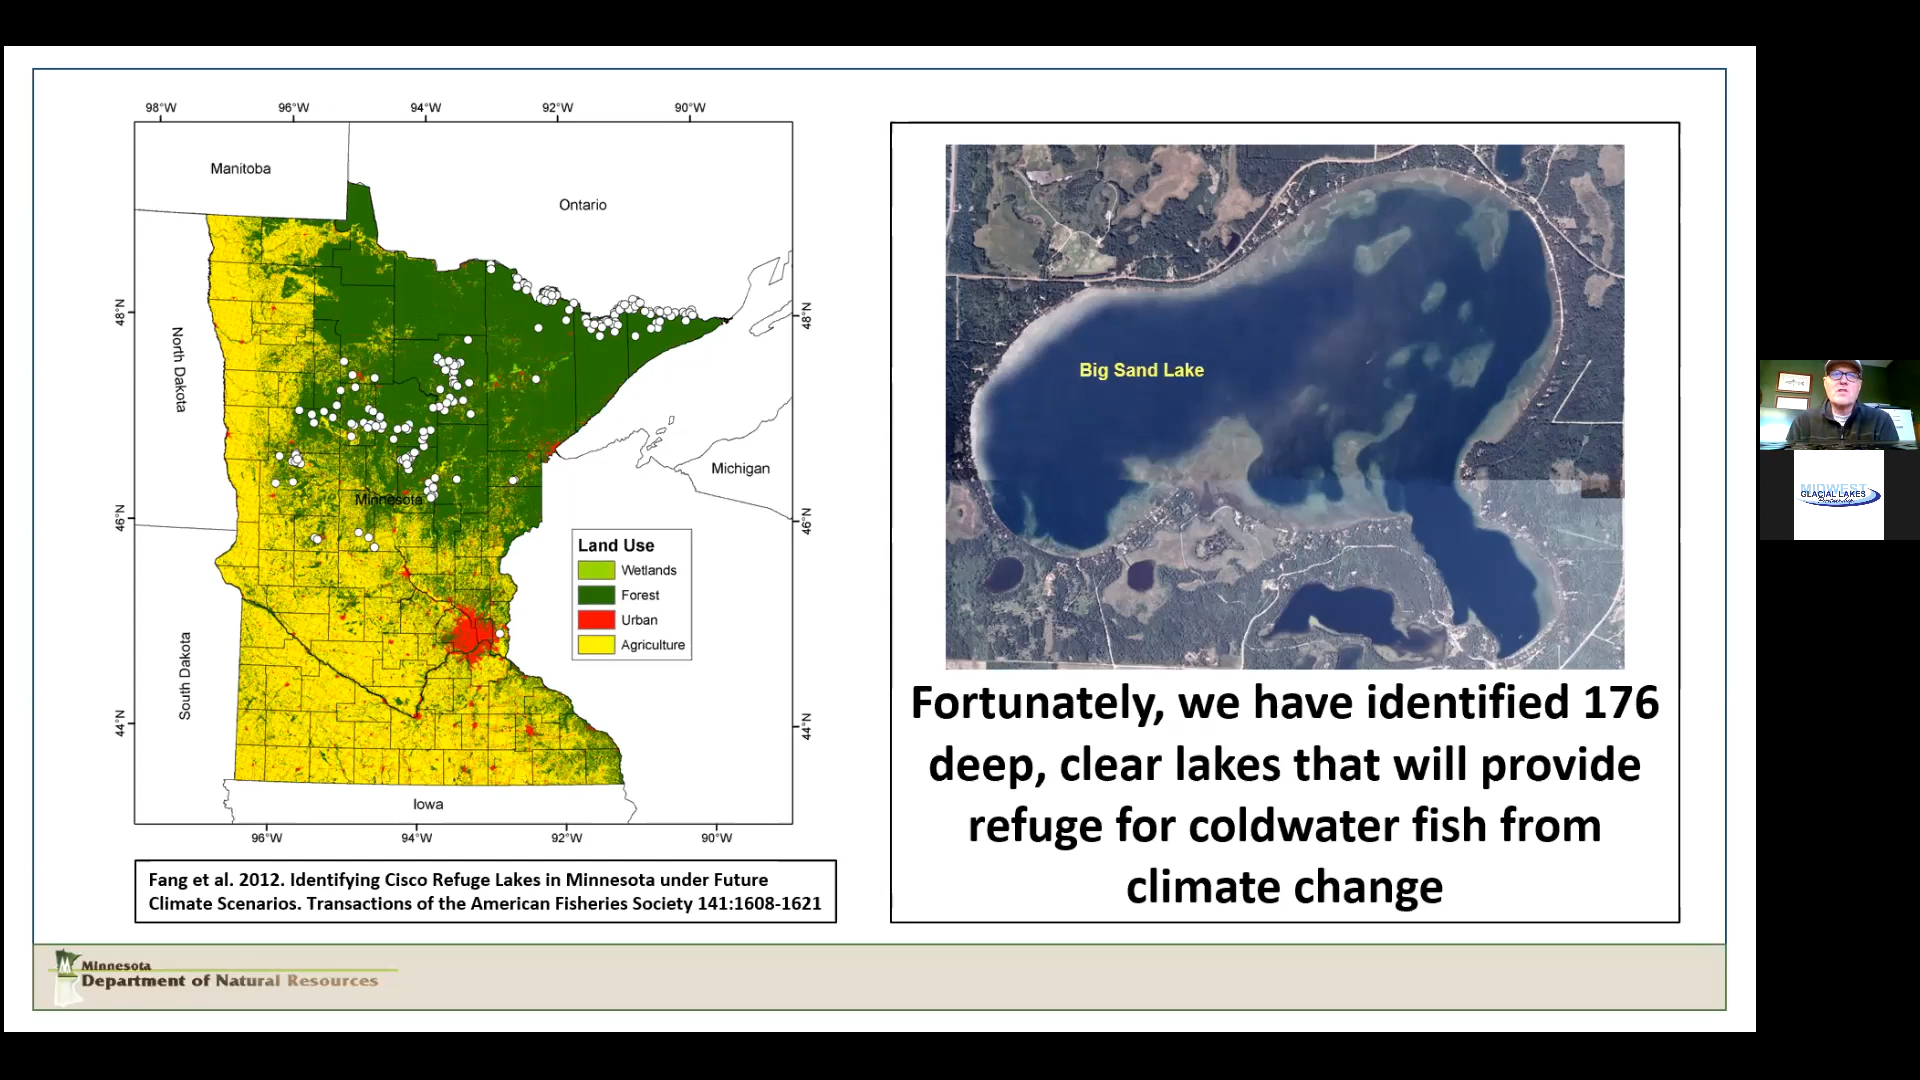 98°W 96°W 94°W 92°W 90°W
Manitoba
Ontario
48°N
48°N
North Dakota
Michigan
Minnesota
46°N
46°N
Land Use
Wetlands
Forest
Urban
Agriculture
South Dakota
44°N
44°N
Iowa
96°W 94°W 92°W 90°W
Fang et al. 2012. Identifying Cisco Refuge Lakes in Minnesota under Future
Climate Scenarios. Transactions of the American Fisheries Society 141:1608-1621
Big Sand Lake
Fortunately, we have identified 176
deep, clear lakes that will provide
refuge for coldwater fish from
climate change
Minnesota
Department of Natural Resources
MIDWEST
GLACIAL LAKES
Partnership